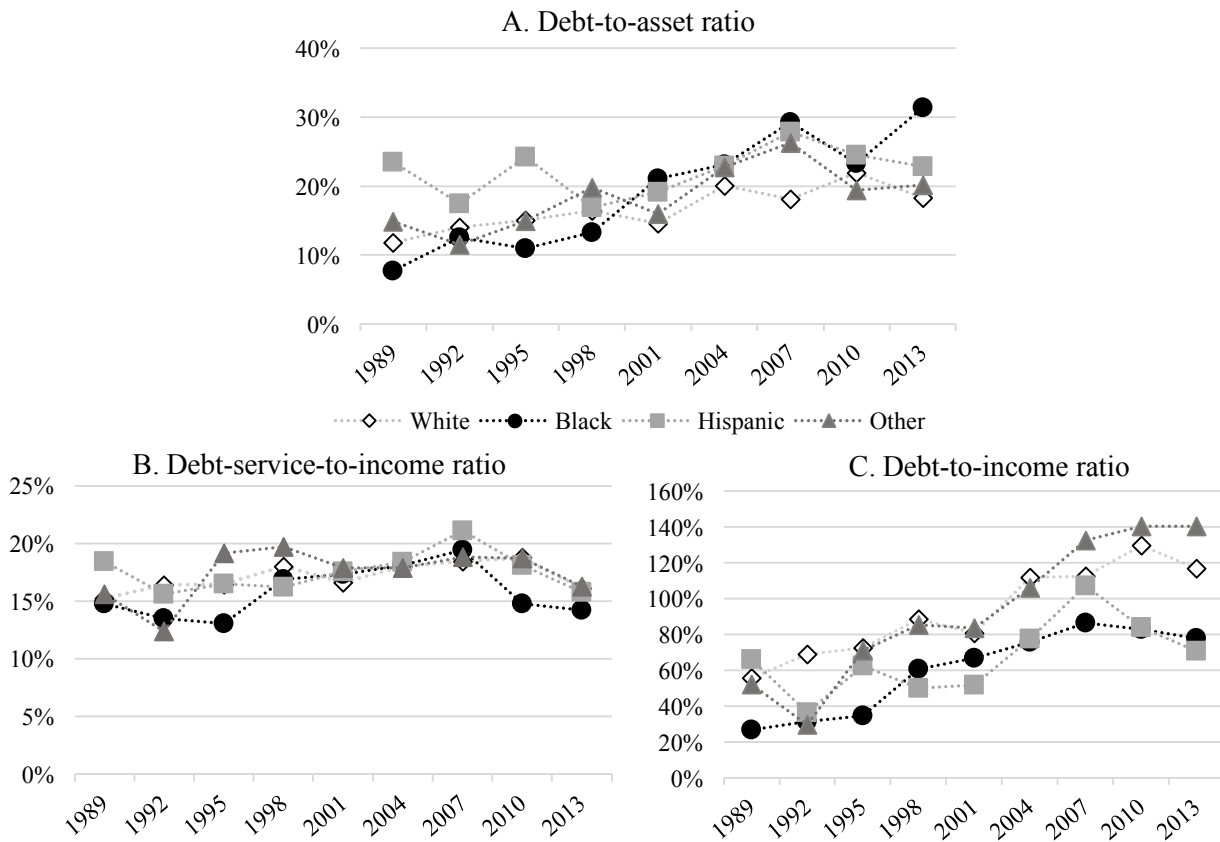 A. Debt-to-asset ratio
40%
30%
20%
10%
0%
1989 1992 1995 1998 2001 2004 2007 2010 2013
White Black Hispanic Other
B. Debt-service-to-income ratio
25%
20%
15%
10%
5%
0%
1989 1992 1995 1998 2001 2004 2007 2010 2013
C. Debt-to-income ratio
160%
140%
120%
100%
80%
60%
40%
20%
0%
1989 1992 1995 1998 2001 2004 2007 2010 2013